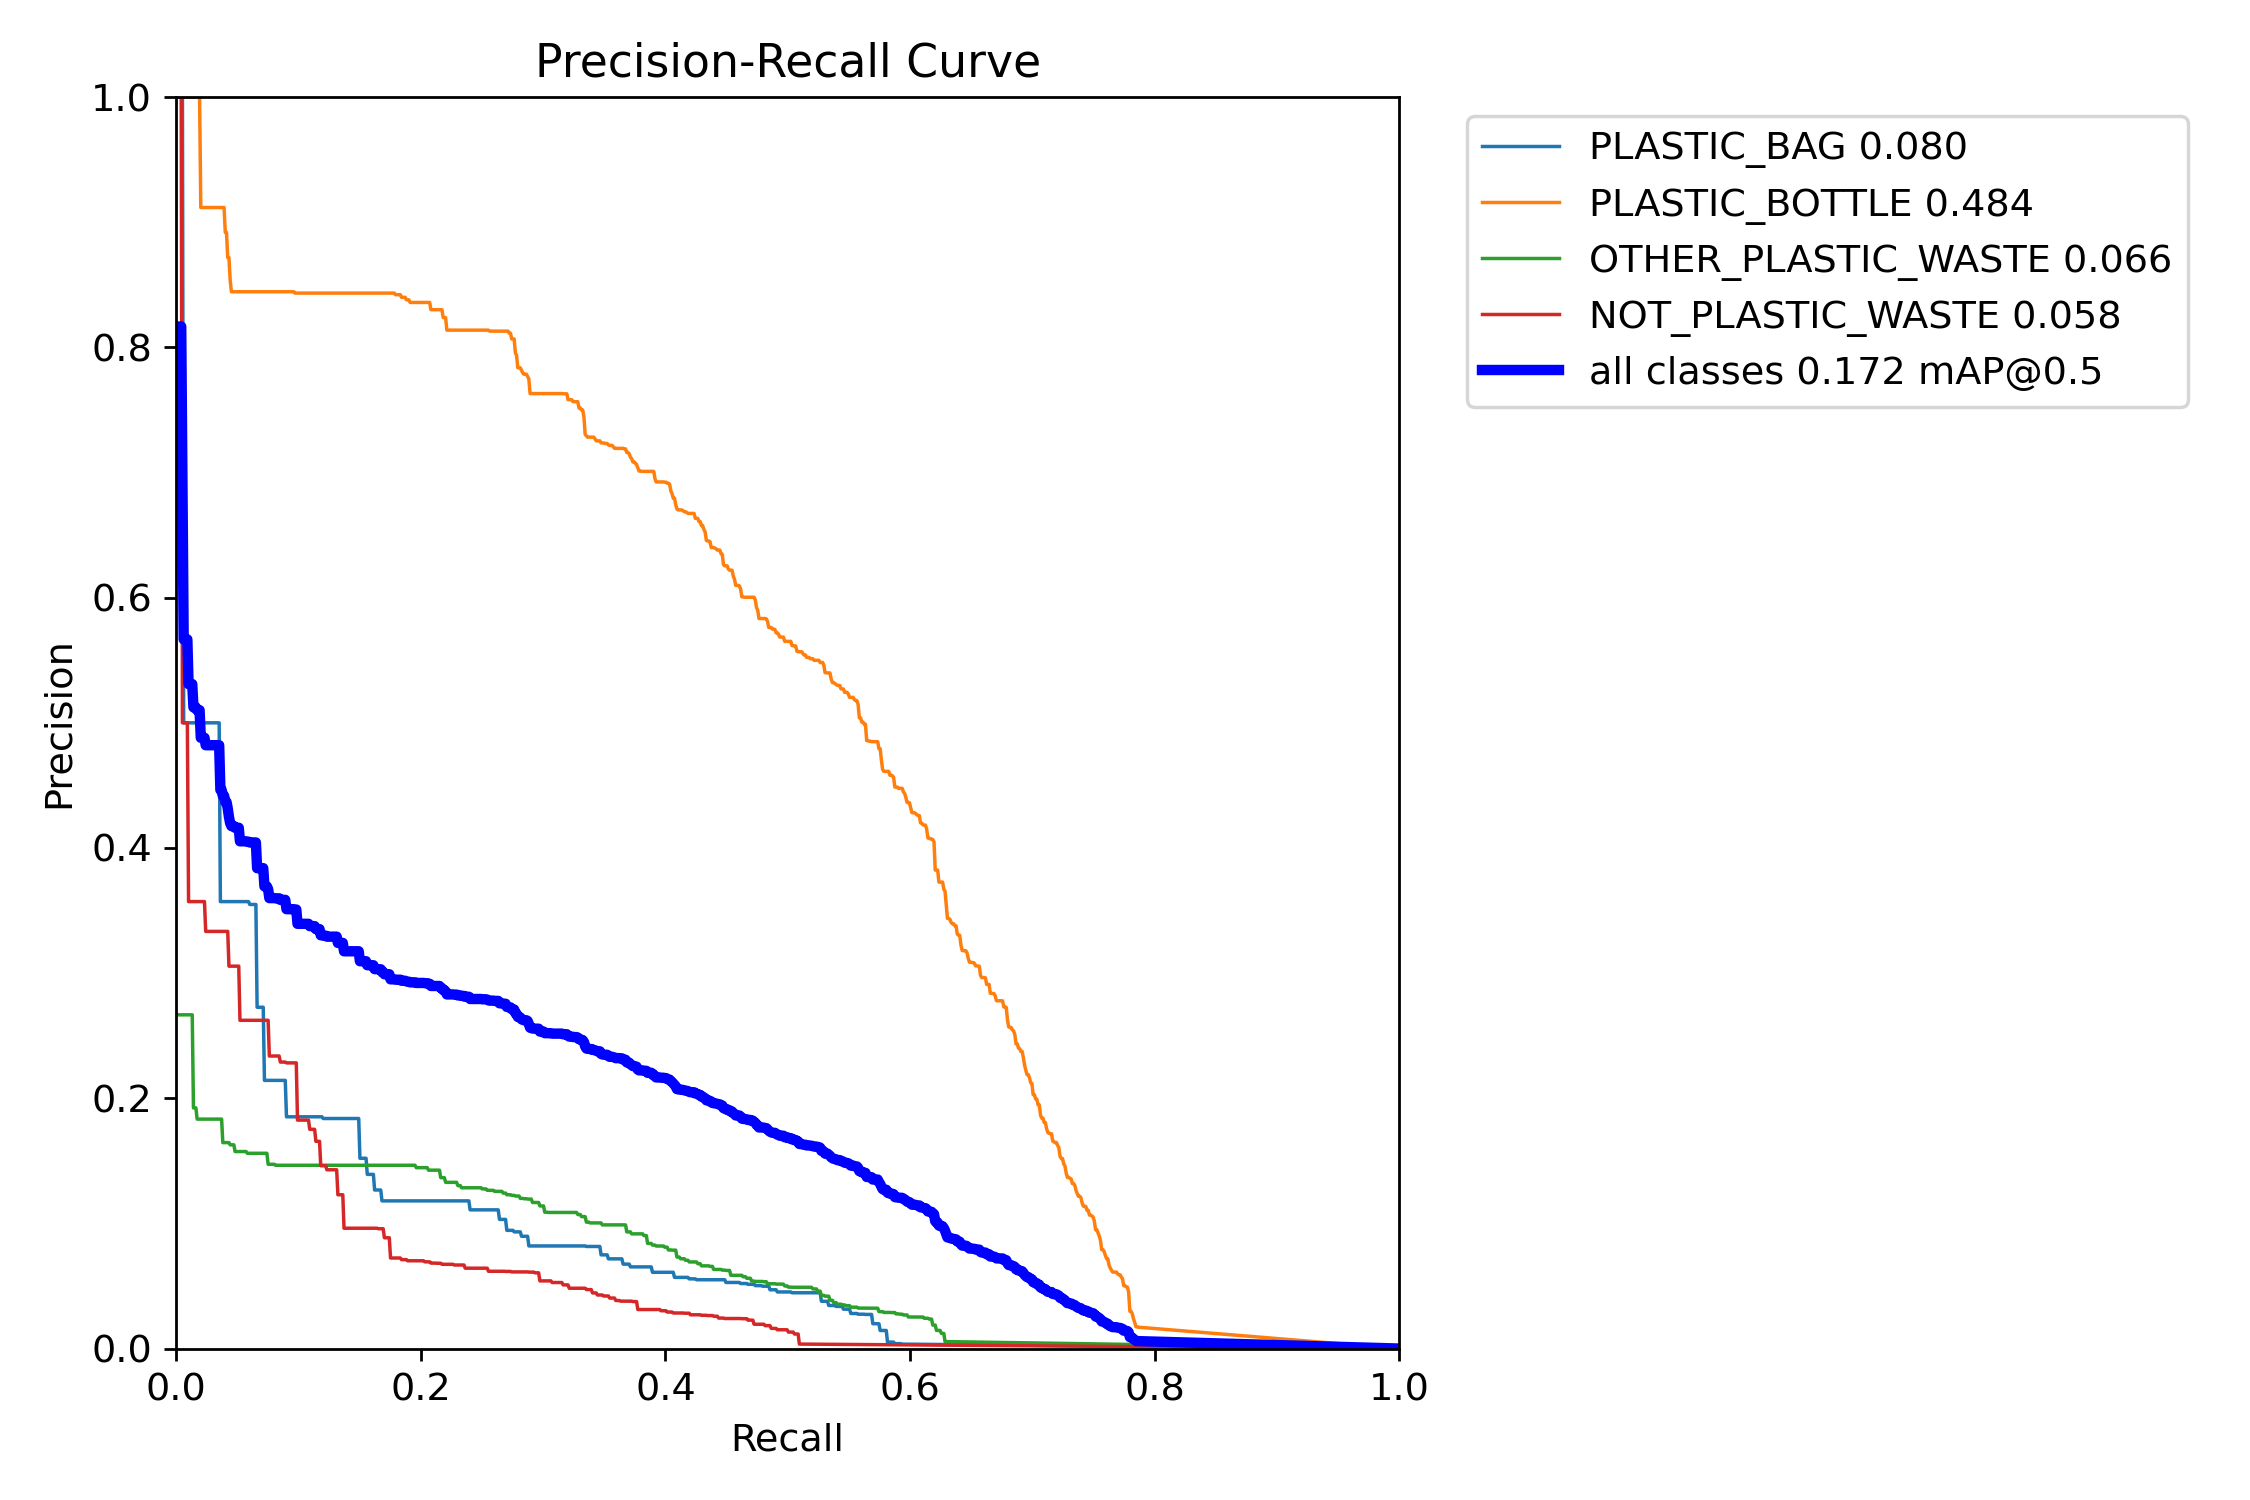 Precision-Recall Curve
1.0
0.8
0.6
0.4
0.2
0.0
Precision
0.0 0.2 0.4 0.6 0.8 1.0
Recall
PLASTIC_BAG 0.080
PLASTIC_BOTTLE 0.484
OTHER_PLASTIC_WASTE 0.066
NOT_PLASTIC_WASTE 0.058
all classes 0.172 mAP@0.5